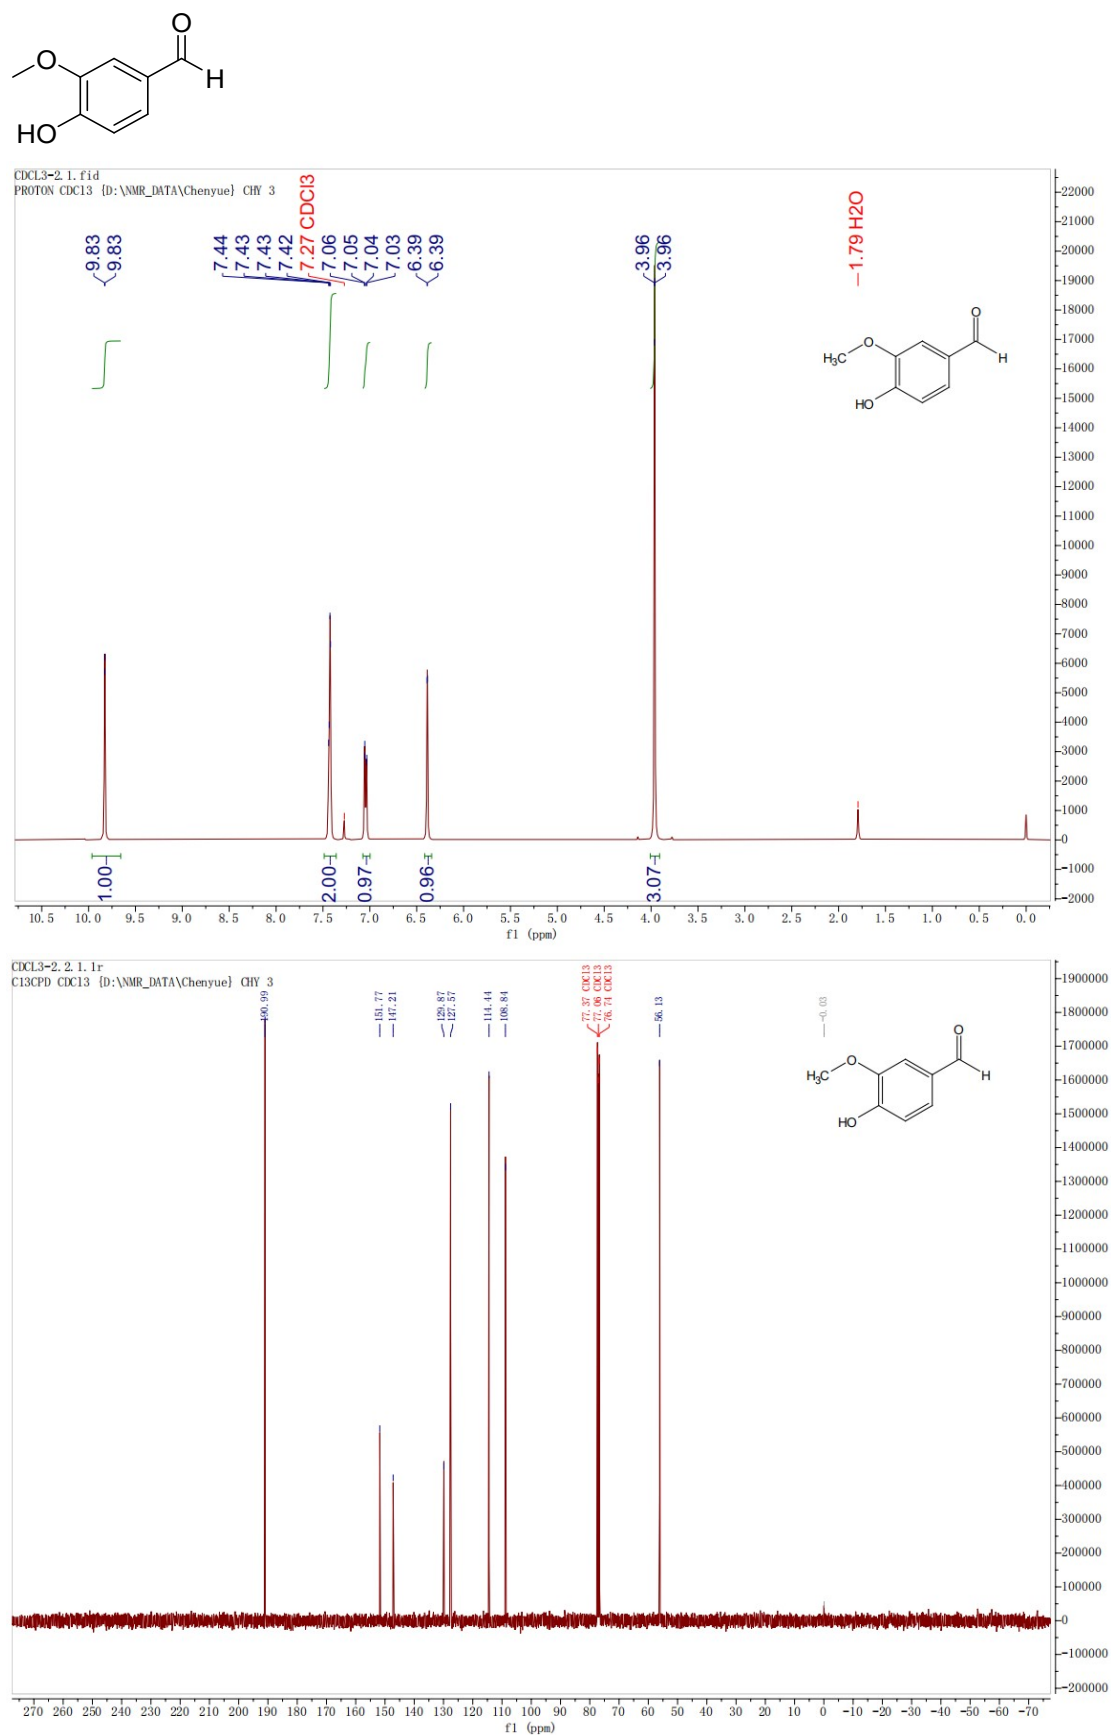 O
O
H
HO
CDCL3-2.1.fid
PROTON CDCl3 {D:\NMR_DATA\Chenyue} CHY 3
9.83
9.83
7.44
7.43
7.43
7.42
7.27 CDCl3
7.06
7.05
7.04
7.03
6.39
6.39
3.96
3.96
1.79 H2O
O
O
H3C
H
HO
22000
21000
20000
19000
18000
17000
16000
15000
14000
13000
12000
11000
10000
9000
8000
7000
6000
5000
4000
3000
2000
1000
0
-1000
-2000
1.00
2.00
0.97
0.96
3.07
10.5 10.0 9.5 9.0 8.5 8.0 7.5 7.0 6.5 6.0 5.5 5.0 4.5 4.0 3.5 3.0 2.5 2.0 1.5 1.0 0.5 0.0
f1 (ppm)
CDCL3-2.2.1.1r
C13CPD CDCl3 {D:\NMR_DATA\Chenyue} CHY 3
190.99
151.77
147.21
129.87
127.57
114.44
108.84
77.37 CDCl3
77.06 CDCl3
76.74 CDCl3
56.13
-0.03
O
O
H3C
H
HO
1900000
1800000
1700000
1600000
1500000
1400000
1300000
1200000
1100000
1000000
900000
800000
700000
600000
500000
400000
300000
200000
100000
0
-100000
-200000
270 260 250 240 230 220 210 200 190 180 170 160 150 140 130 120 110 100 90 80 70 60 50 40 30 20 10 0 -10 -20 -30 -40 -50 -60 -70
f1 (ppm)